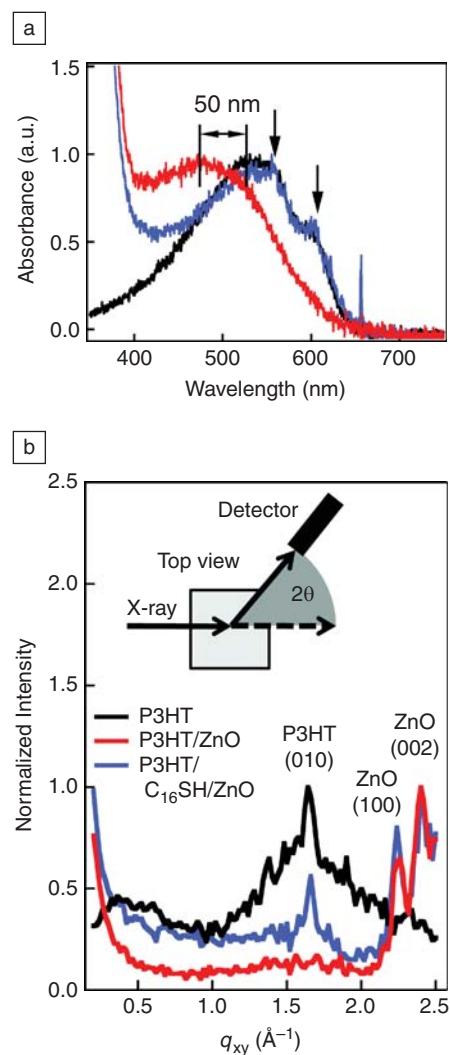 a
1.5
1.0
0.5
0.0
Absorbance (a.u.)
50 nm
400 500 600 700
Wavelength (nm)
b
2.5
2.0
1.5
1.0
0.5
0.0
Normalized Intensity
Detector
Top view
X-ray
2θ
P3HT
P3HT/ZnO
P3HT/
C₁₆SH/ZnO
P3HT
(010)
ZnO
(100)
ZnO
(002)
0.5 1.0 1.5 2.0 2.5
qxy (Å⁻¹)